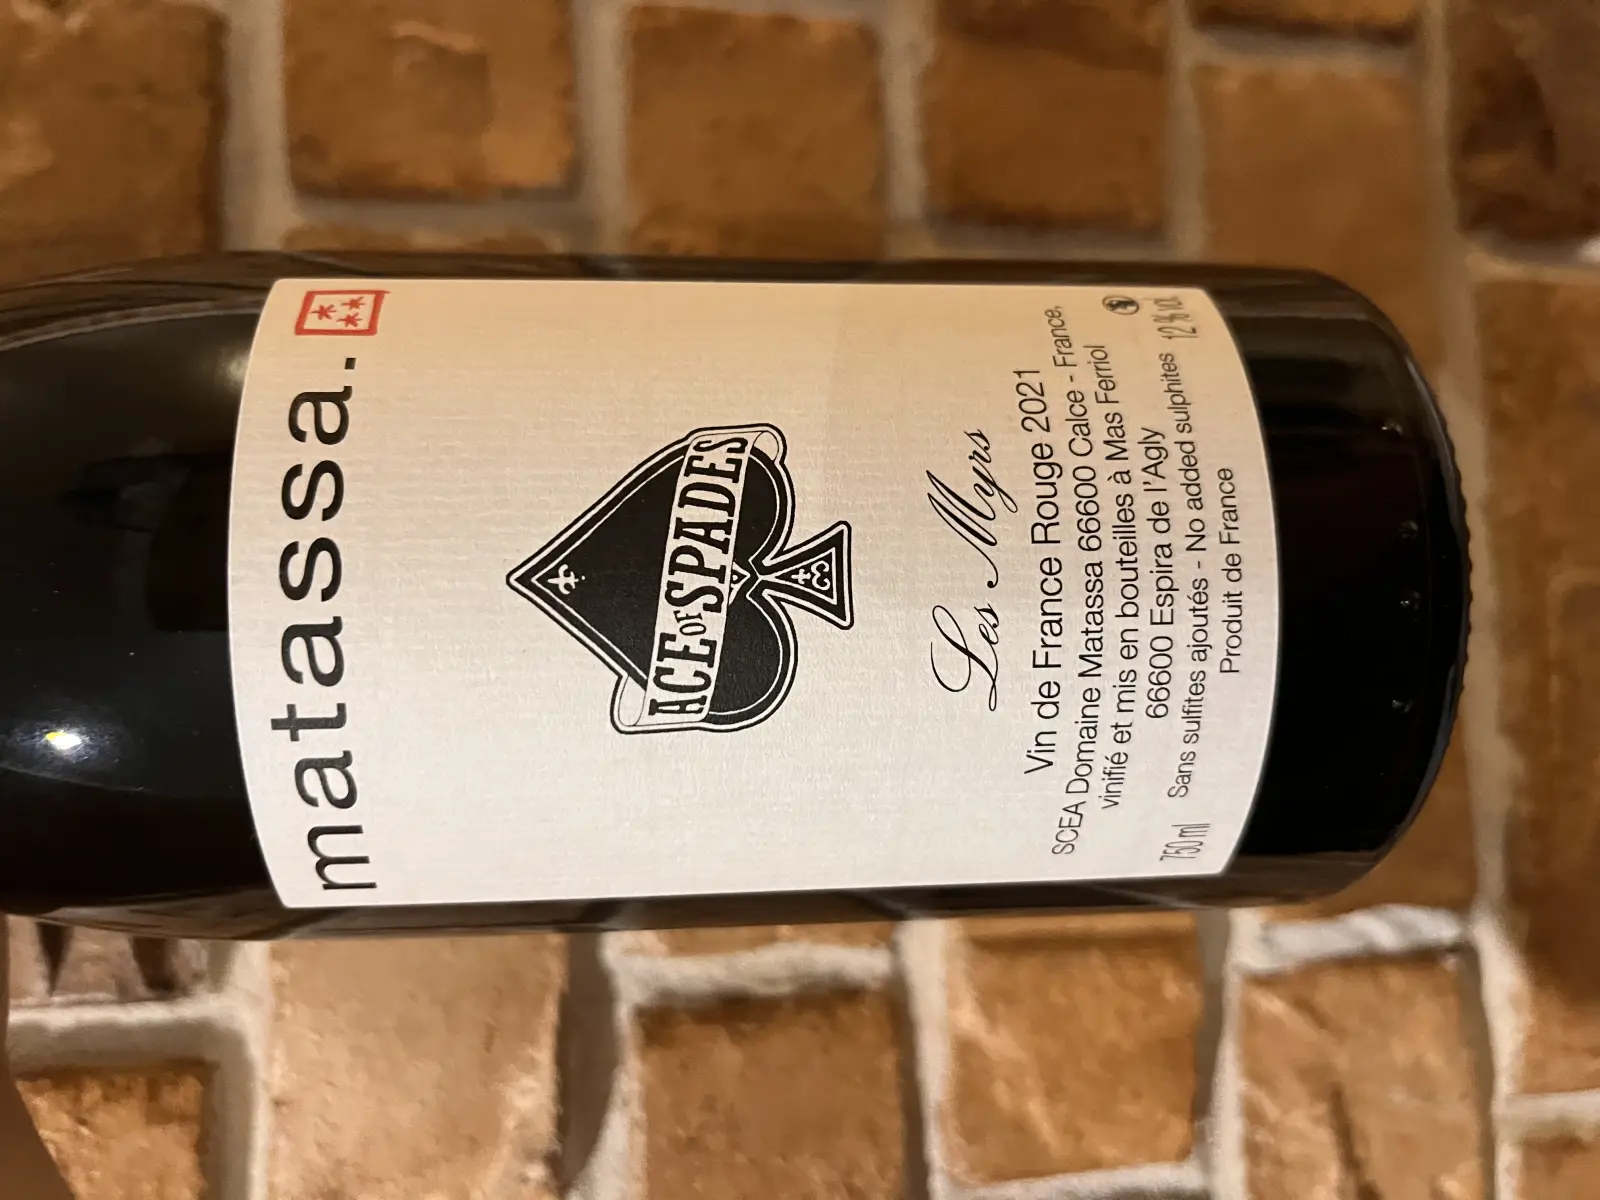 matassa.
ACE OF SPADES
Les Myrs
Vin de France Rouge 2021
SCEA Domaine Matassa 66600 Calce - France,
vinifié et mis en bouteilles à Mas Ferriol
66600 Espira de l'Agly
750 ml Sans sulfites ajoutés - No added sulphites 12 % vol
Produit de France